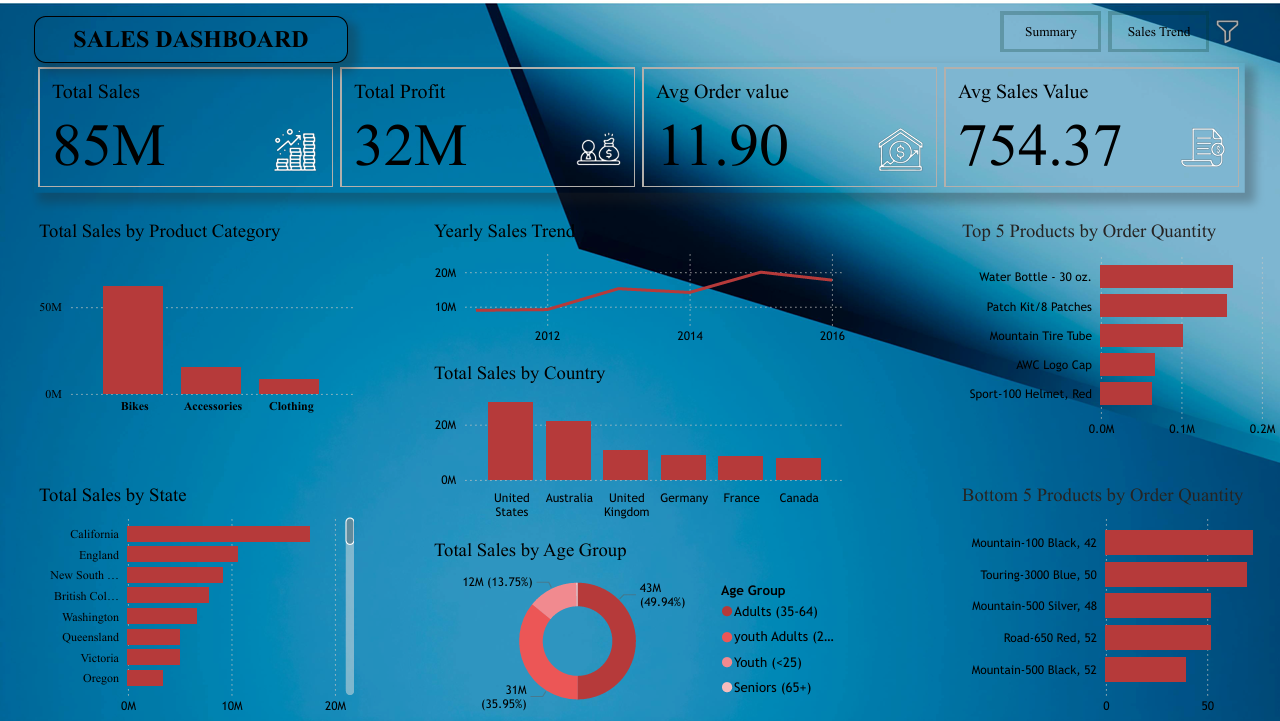 SALES DASHBOARD
Summary
Sales Trend
Total Sales
85M
Total Profit
32M
Avg Order value
11.90
Avg Sales Value
754.37
Total Sales by Product Category
50M
0M
Bikes
Accessories
Clothing
Yearly Sales Trend
20M
10M
2012
2014
2016
Top 5 Products by Order Quantity
Water Bottle - 30 oz.
Patch Kit/8 Patches
Mountain Tire Tube
AWC Logo Cap
Sport-100 Helmet, Red
0.0M
0.1M
0.2M
Total Sales by Country
20M
0M
United
States
Australia
United
Kingdom
Germany
France
Canada
Total Sales by State
California
England
New South ...
British Col...
Washington
Queensland
Victoria
Oregon
0M
10M
20M
Total Sales by Age Group
12M (13.75%)
43M
(49.94%)
31M
(35.95%)
Age Group
Adults (35-64)
youth Adults (2...
Youth (<25)
Seniors (65+)
Bottom 5 Products by Order Quantity
Mountain-100 Black, 42
Touring-3000 Blue, 50
Mountain-500 Silver, 48
Road-650 Red, 52
Mountain-500 Black, 52
0
50